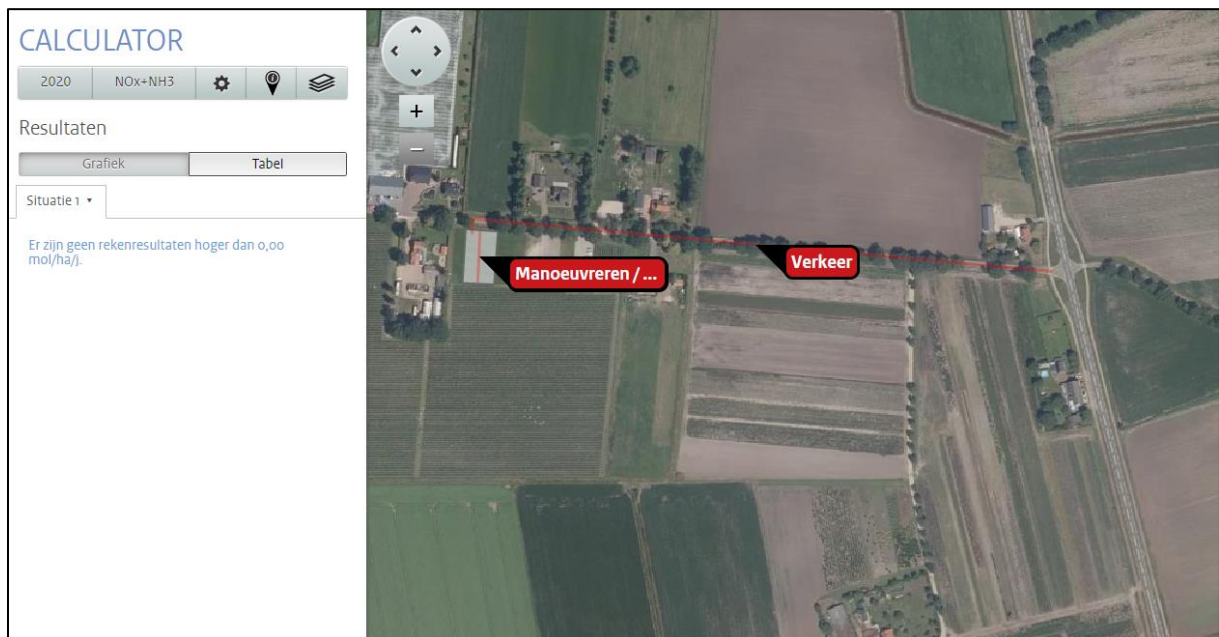 CALCULATOR
2020 NOx+NH3
Resultaten
Grafiek Tabel
Situatie 1
Er zijn geen rekenresultaten hoger dan 0,00
mol/ha/j.
Verkeer
Manoeuvreren / ...